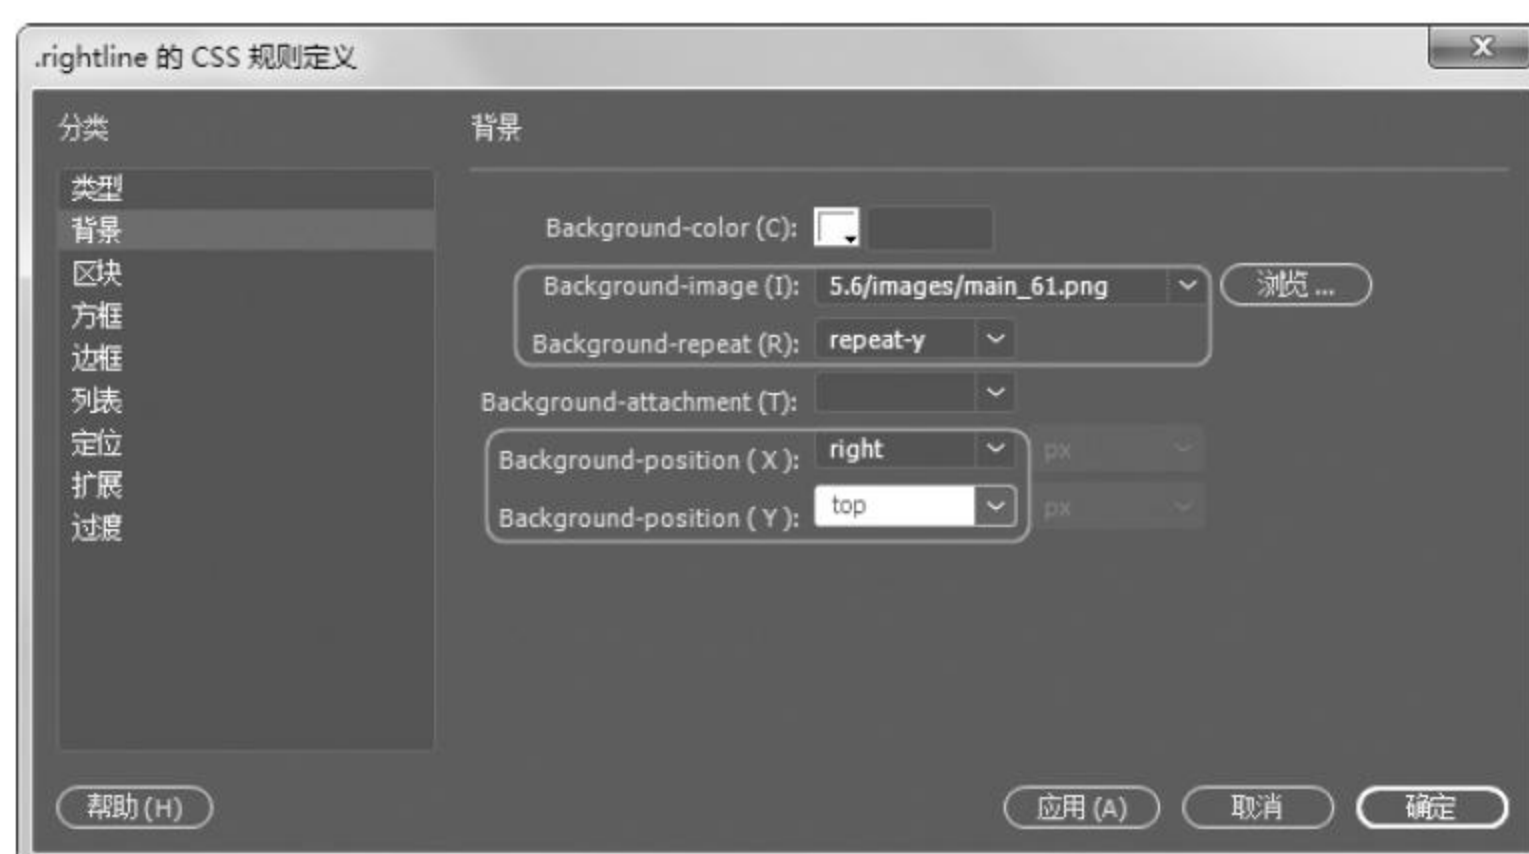 .rightline 的 CSS 规则定义
X
分类
背景
类型
背景
区块
方框
边框
列表
定位
扩展
过渡
Background-color (C):
Background-image (I): 5.6/images/main_61.png 浏览 ...
Background-repeat (R): repeat-y
Background-attachment (T):
Background-position ( X ): right px
Background-position ( Y ): top px
帮助 (H) 应用 (A) 取消 确定